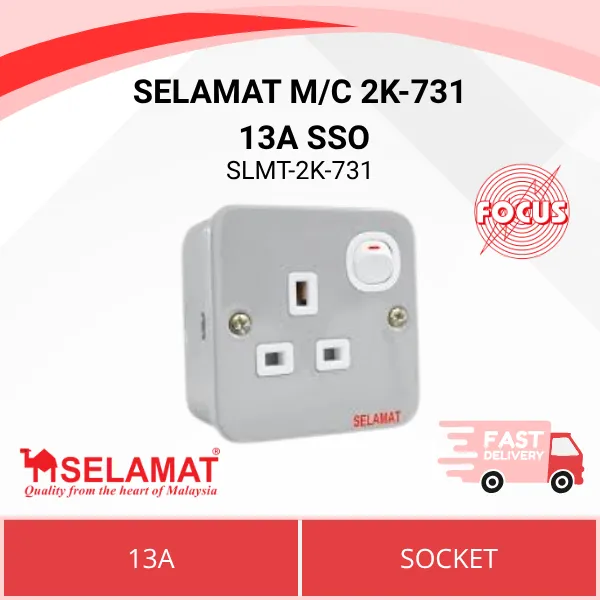 SELAMAT M/C 2K-731
13A SSO
SLMT-2K-731
FOCUS
SELAMAT
SELAMAT®
Quality from the heart of Malaysia
FAST
DELIVERY
13A
SOCKET